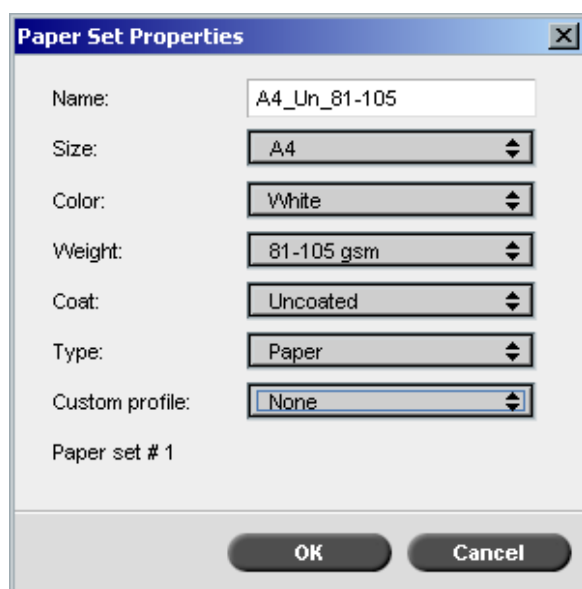 Paper Set Properties
Name: A4_Un_81-105
Size: A4
Color: White
Weight: 81-105 gsm
Coat: Uncoated
Type: Paper
Custom profile: None
Paper set # 1
OK Cancel